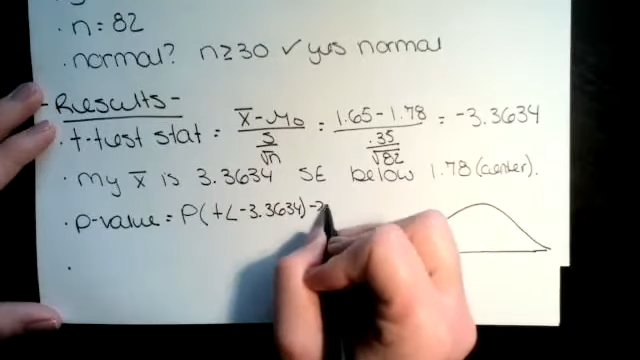 · n = 82
· normal? n ≥ 30 ✓ yes normal
- Results -
· t-test stat = x̄ - μ₀ / (s/√n) = 1.65 - 1.78 / (.35/√82) = -3.3634
· my x̄ is 3.3634 SE below 1.78 (center).
· p-value = P(t < -3.3634) →
·